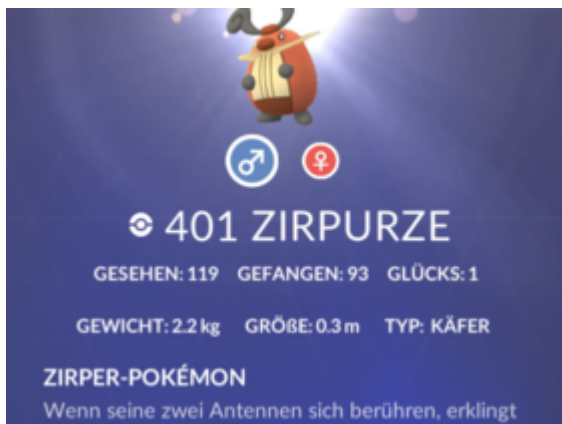 401 ZIRPURZE
GESEHEN: 119 GEFANGEN: 93 GLÜCKS: 1
GEWICHT: 2.2 kg GRÖßE: 0.3 m TYP: KÄFER
ZIRPER-POKÉMON
Wenn seine zwei Antennen sich berühren, erklingt